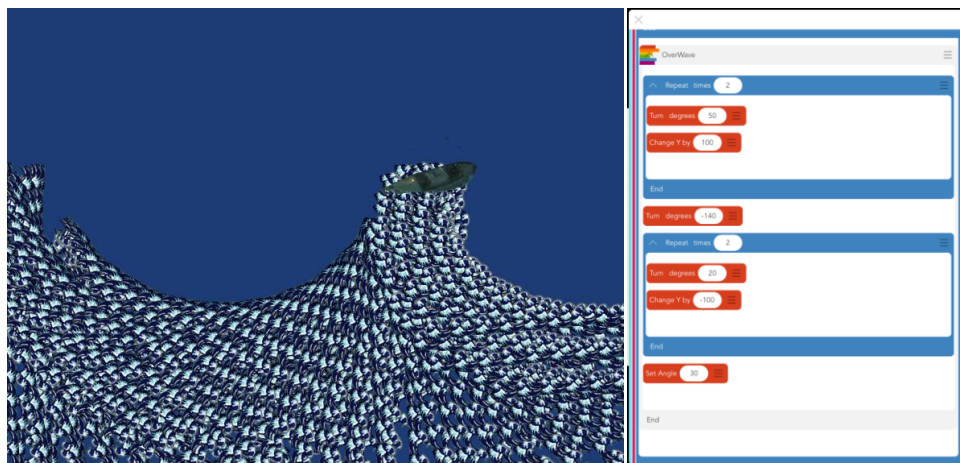 OverWave
Repeat times 2
Turn degrees 50
Change Y by 100
End
Turn degrees -140
Repeat times 2
Turn degrees 20
Change Y by -100
End
Set Angle 30
End